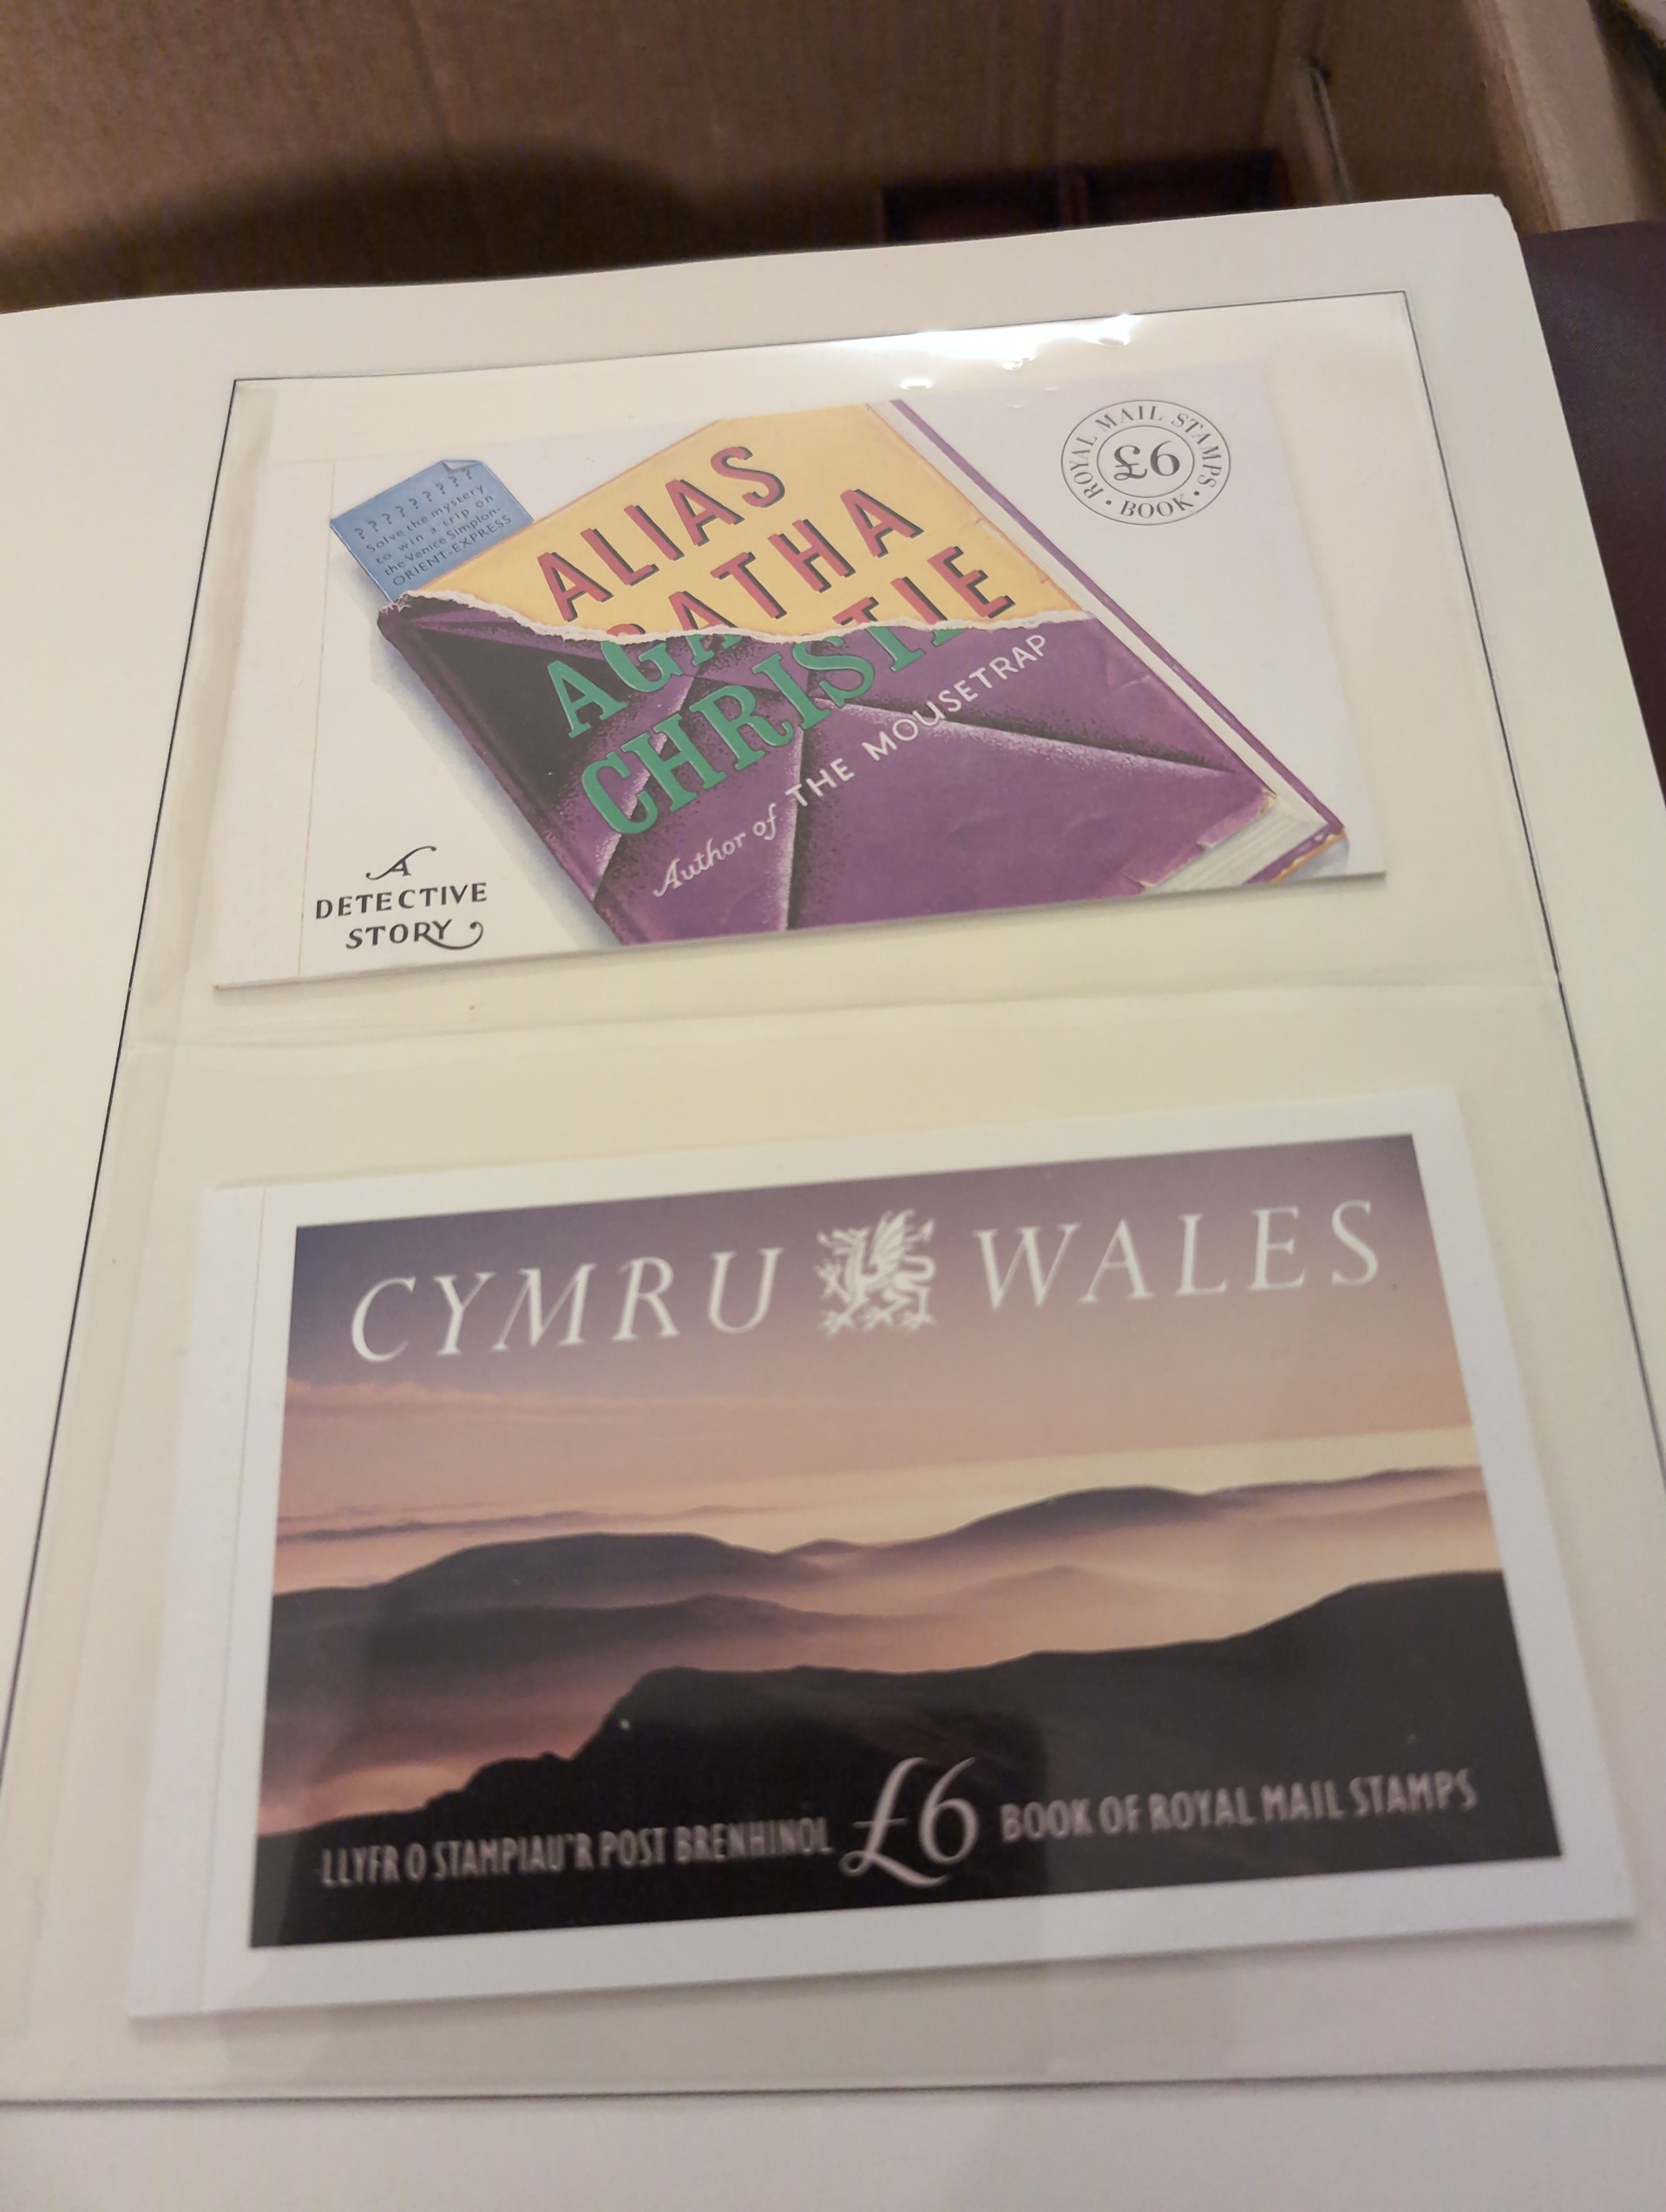 ? ? ? ? ? ? ? ? ?
Solve the mystery
to win a trip on
the Venice Simplon-
ORIENT-EXPRESS
ALIAS
AGATHA
CHRISTIE
Author of THE MOUSETRAP
ROYAL MAIL STAMPS
£6
• BOOK •
A
DETECTIVE
STORY
CYMRU WALES
LLYFR O STAMPIAU'R POST BRENHINOL £6 BOOK OF ROYAL MAIL STAMPS